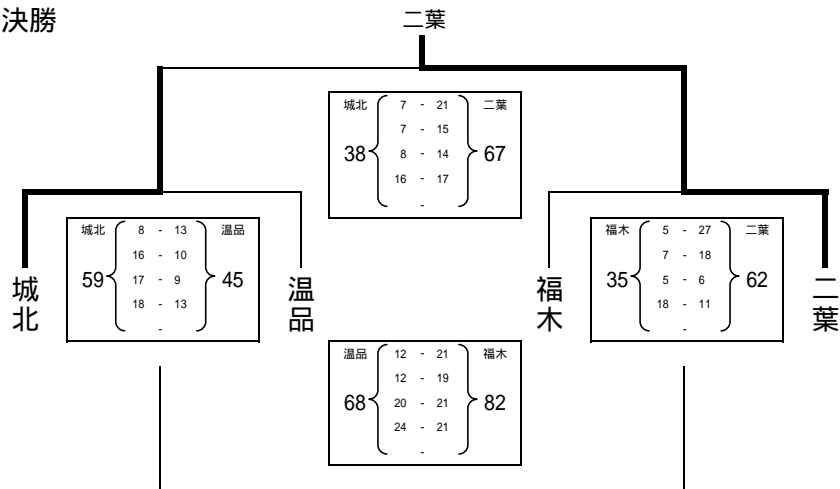 決勝
二葉
城北 7 - 21 二葉
7 - 15
38 8 - 14 67
16 - 17
-
城北 8 - 13 温品
16 - 10
59 17 - 9 45
18 - 13
-
福木 5 - 27 二葉
7 - 18
35 5 - 6 62
18 - 11
-
城北
温品
福木
二葉
温品 12 - 21 福木
12 - 19
68 20 - 21 82
24 - 21
-